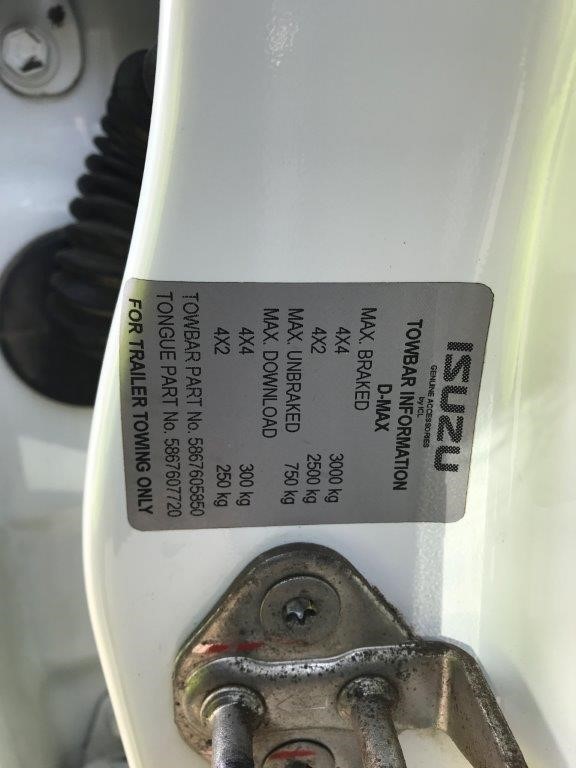 ISUZU
GENUINE ACCESSORIES
by ICL
TOWBAR INFORMATION
D-MAX
MAX. BRAKED
4X4 3000 kg
4X2 2500 kg
MAX. UNBRAKED 750 kg
MAX. DOWNLOAD
4X4 300 kg
4X2 250 kg
TOWBAR PART No. 5867605850
TONGUE PART No. 5867607720
FOR TRAILER TOWING ONLY